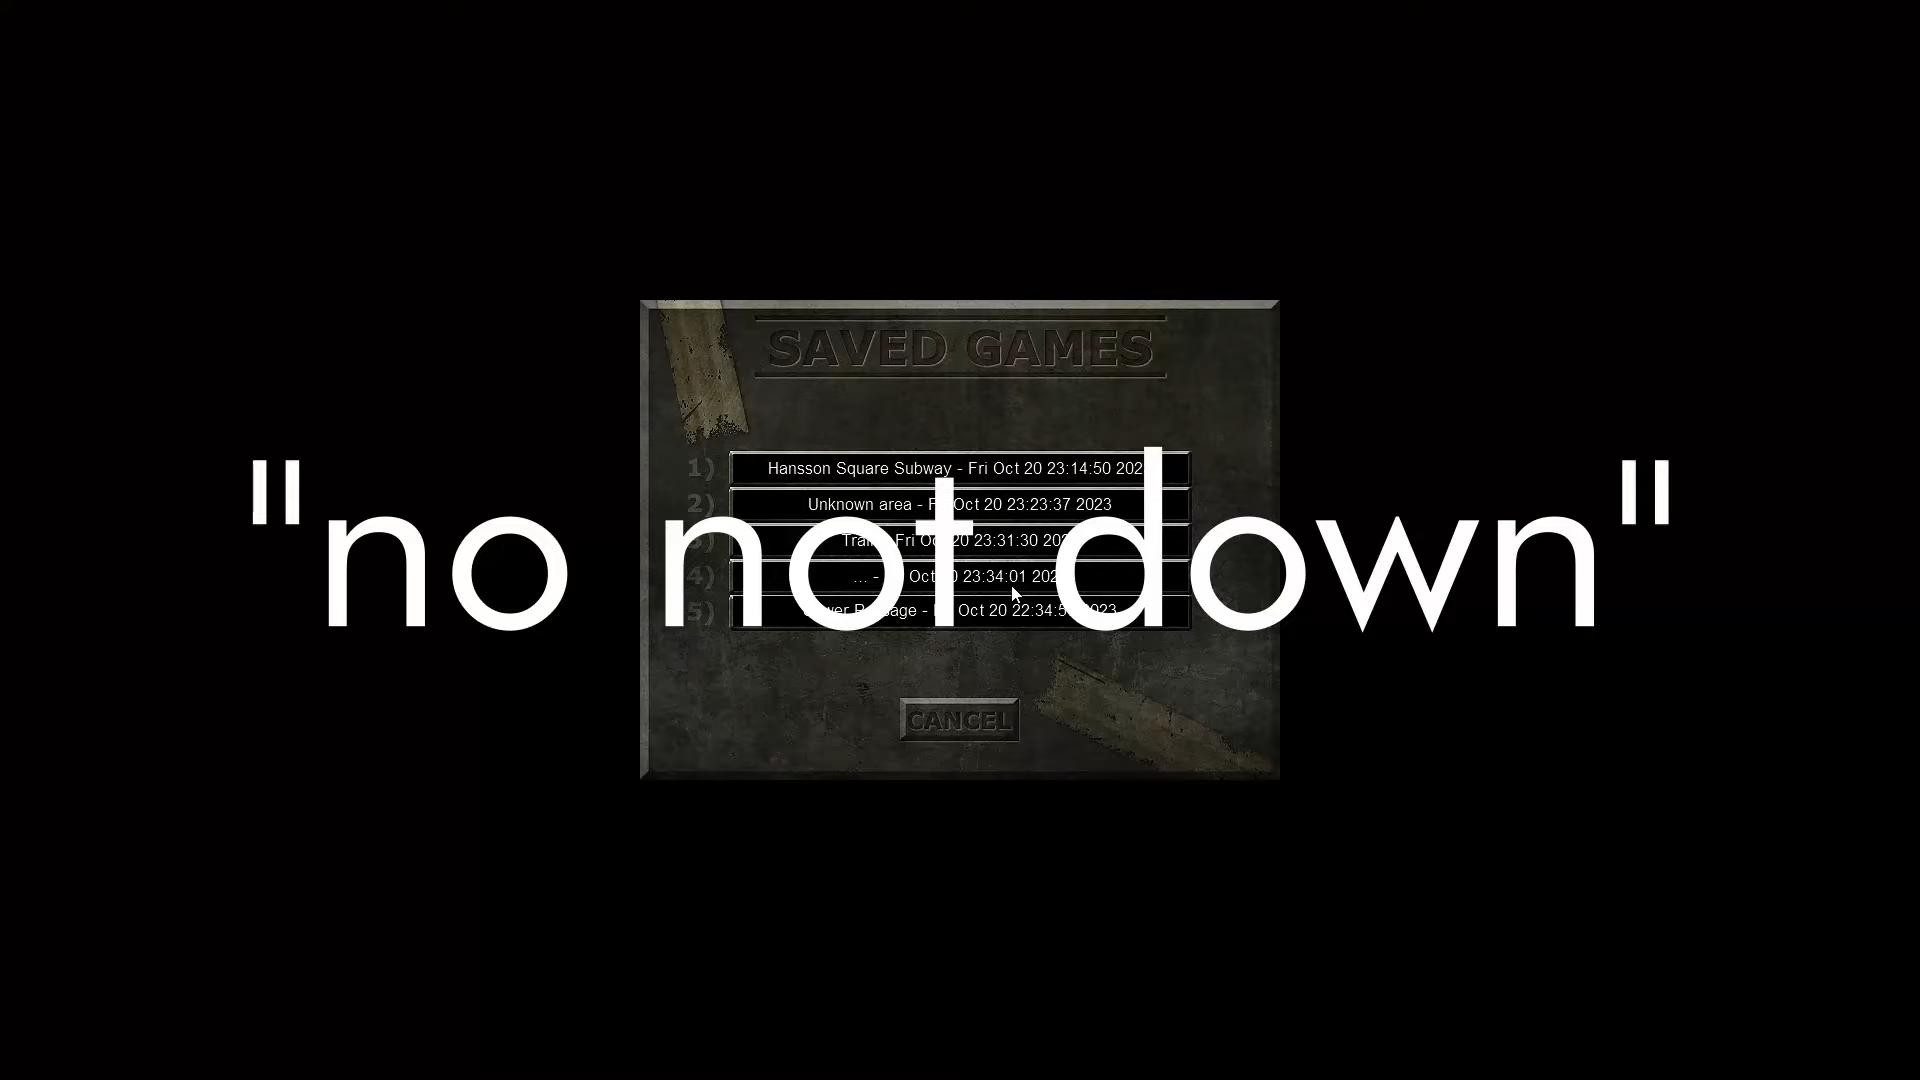 SAVED GAMES
1) Hansson Square Subway - Fri Oct 20 23:14:50
2) Unknown area - Oct 20 23:23:37 2023
Fri 20 23:31:30
4) ... - Oct 23:34:01
5) - Oct 20
"no not down"
CANCEL